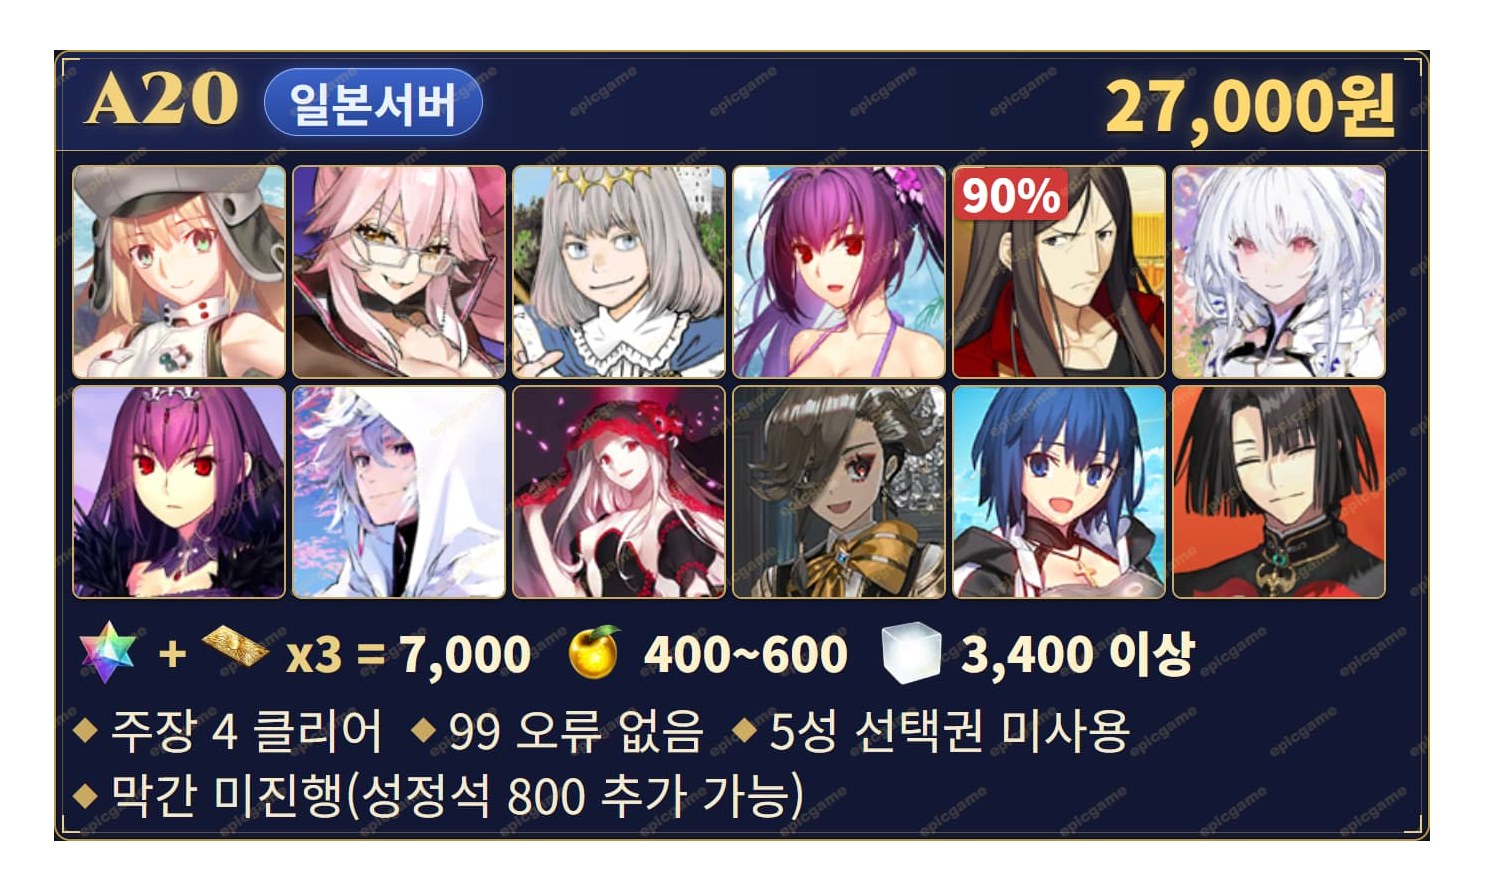 A20 일본서버 27,000원
90%
+ x3 = 7,000 400~600 3,400 이상
◆ 주장 4 클리어 ◆ 99 오류 없음 ◆ 5성 선택권 미사용
◆ 막간 미진행(성정석 800 추가 가능)
epicgame